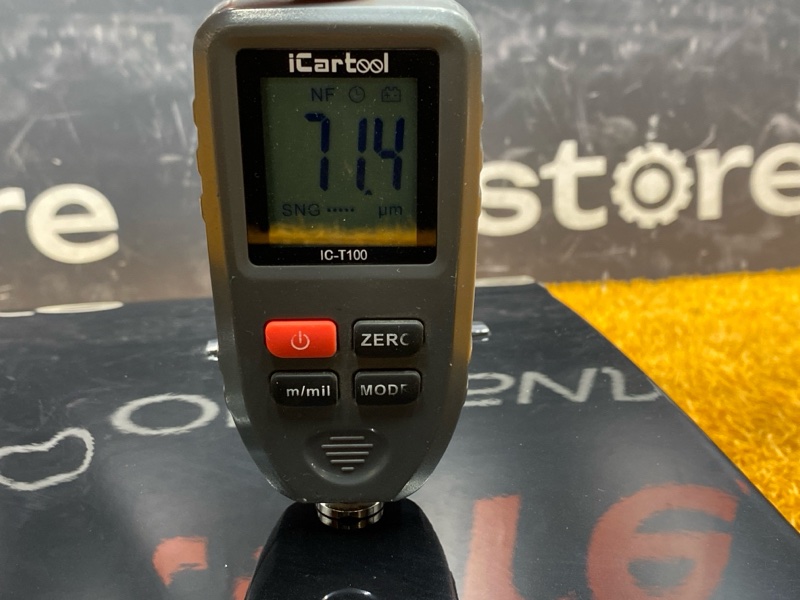 iCartool
NF
71.4
SNG ····· µm
IC-T100
re
store
ZERO
m/mil
MODE